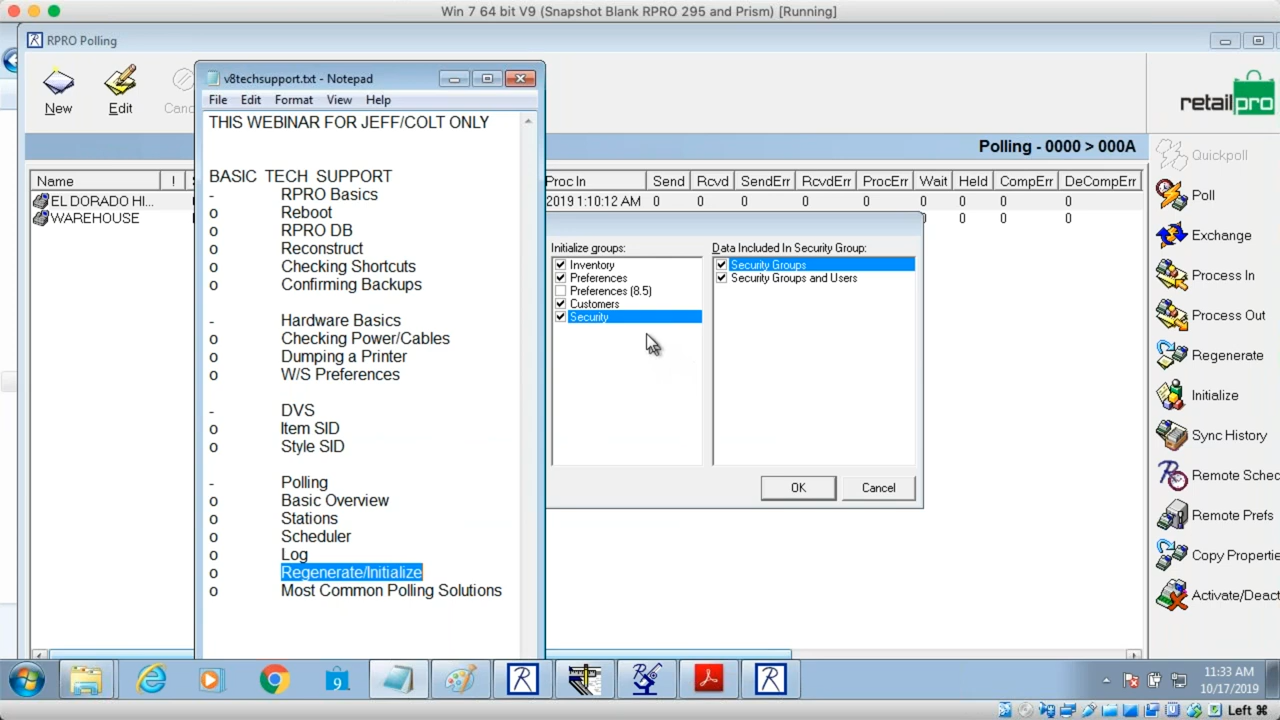 Win 7 64 bit V9 (Snapshot Blank RPRO 295 and Prism) [Running]
RPRO Polling
New
Edit
Canc
retailpro
Polling - 0000 > 000A
Name ! Proc In Send Rcvd SendErr RcvdErr ProcErr Wait Held CompErr DeCompErr
EL DORADO HI... 2019 1:10:12 AM 0 0 0 0 0 0 0 0 0
WAREHOUSE 0 0 0 0
v8techsupport.txt - Notepad
File Edit Format View Help
THIS WEBINAR FOR JEFF/COLT ONLY
BASIC TECH SUPPORT
- RPRO Basics
o Reboot
o RPRO DB
o Reconstruct
o Checking Shortcuts
o Confirming Backups
- Hardware Basics
o Checking Power/Cables
o Dumping a Printer
o W/S Preferences
- DVS
o Item SID
o Style SID
- Polling
o Basic Overview
o Stations
o Scheduler
o Log
o Regenerate/Initialize
o Most Common Polling Solutions
Initialize groups:
Inventory
Preferences
Preferences (8.5)
Customers
Security
Data Included In Security Group:
Security Groups
Security Groups and Users
OK
Cancel
Quickpoll
Poll
Exchange
Process In
Process Out
Regenerate
Initialize
Sync History
Remote Sched
Remote Prefs
Copy Propertie
Activate/Deact
9
11:33 AM
10/17/2019
Left ⌘